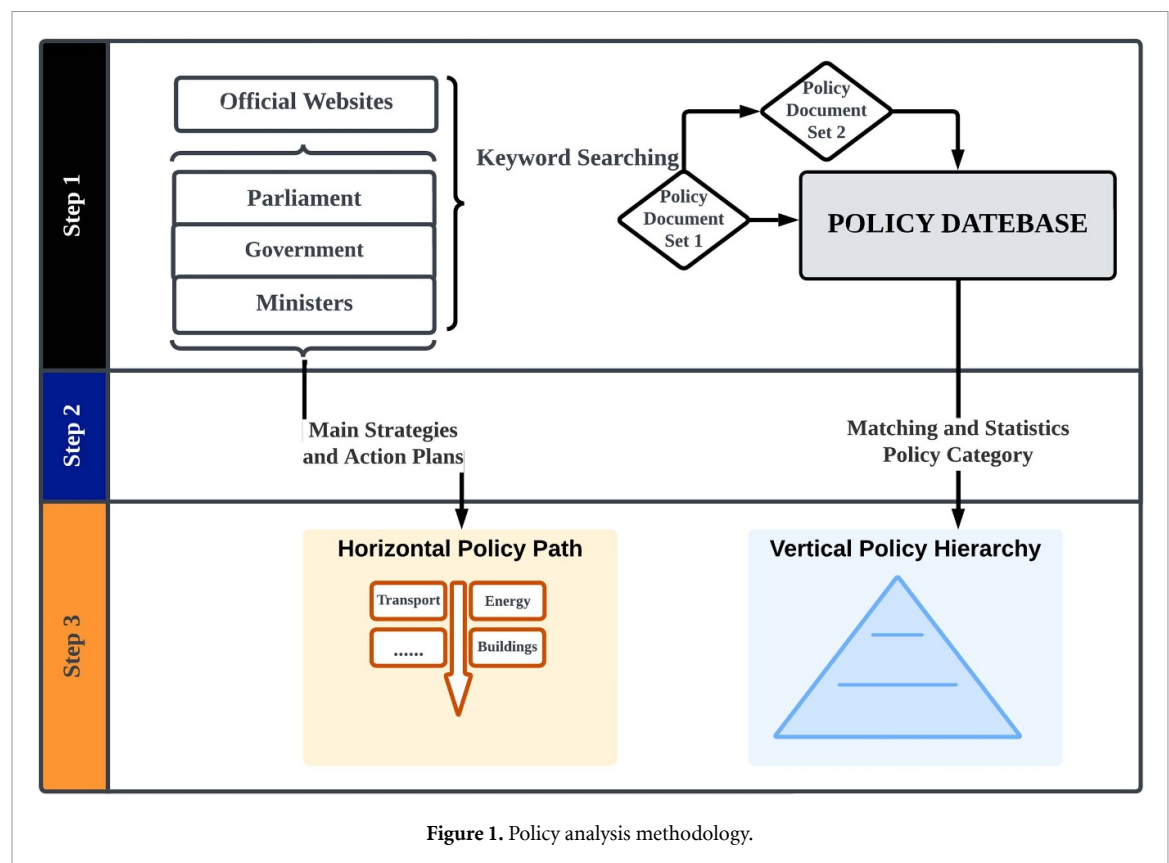 Step 1
Official Websites
Parliament
Government
Ministers
Keyword Searching
Policy
Document
Set 1
Policy
Document
Set 2
POLICY DATEBASE
Step 2
Main Strategies
and Action Plans
Matching and Statistics
Policy Category
Step 3
Horizontal Policy Path
Transport
Energy
......
Buildings
Vertical Policy Hierarchy
Figure 1. Policy analysis methodology.